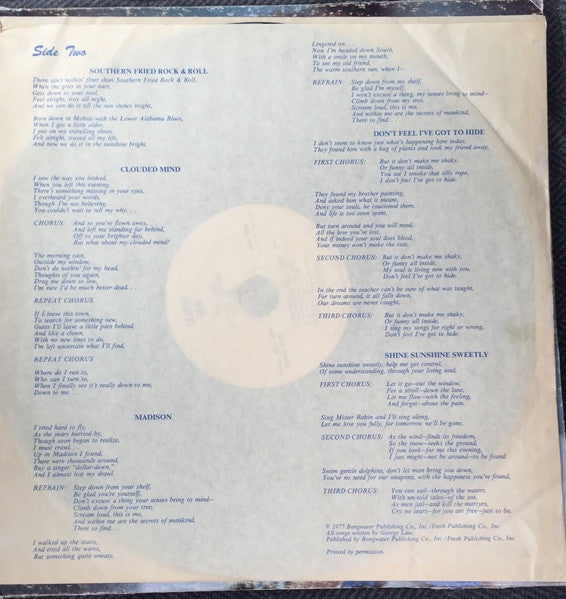 Side Two
SOUTHERN FRIED ROCK & ROLL
There ain't nothin' finer than Southern Fried Rock & Roll,
When the grits in your ears,
Gets down to your soul,
Feel alright, stay all night,
And we can do it till the sun shines bright.
Born down in Mobile with the Lower Alabama Blues,
When I got a little older,
I put on my travelling shoes,
Felt alright, stayed all my life,
And now we do it in the sunshine bright.
CLOUDED MIND
I saw the way you looked,
When you left this evening,
There's something missing in your eyes,
I overheard your words,
Though I'm not believing,
You couldn't wait to tell my why. . .
CHORUS: And so you've flown away,
And left me standing far behind,
Off to your brighter day,
But what about my clouded mind?
The morning rain,
Outside my window,
Don't do nothin' for my head,
Thoughts of you again,
Drag me down so low,
I'm sure I'd be much better dead. . .
REPEAT CHORUS
If I leave this town,
To search for something new,
Guess I'll leave a little pain behind,
And like a clown,
With no new lines to do,
I'm left uncertain what I'll find,
REPEAT CHORUS
Where do I run to,
Who can I turn to,
When I finally see it's really down to me,
Down to me. . .
MADISON
I tried hard to fly,
As the years hurried by,
Though soon began to realize,
I must crawl,
Up in Madison I found,
There were thousands around,
Buy a singer "dollar-down,"
And I almost lost my drawl.
REFRAIN: Step down from your shelf,
Be glad you're yourself,
Don't excuse a thing your senses bring to mind--
Climb down from your tree,
Scream loud, this is me,
And within me are the secrets of mankind,
There to find. . .
I walked up the stairs,
And tried all the wares,
But something quite uneasy,
Lingered on. . .
Now I'm headed down South,
With a smile on my mouth,
To see my old friend,
The warm southern sun, when I--
REFRAIN: Step down from my shelf,
Be glad I'm myself,
I won't excuse a thing, my senses bring to mind--
Climb down from my tree,
Scream loud, this is me,
And within me are the secrets of mankind,
There to find. . .
DON'T FEEL I'VE GOT TO HIDE
I don't seem to know just what's happening here today,
They found him with a bag of plants and took my friend away,
FIRST CHORUS: But it don't make me shaky,
Or funny all inside,
You see I smoke that silly rope,
I don't feel I've got to hide.
They found my brother painting,
And asked him what it meant,
Deny your souls, he cautioned them,
And life is too soon spent,
But turn around and you will need,
All the love you've lost,
And if indeed your soul does bleed,
Your money won't make the cost,
SECOND CHORUS: But it don't make me shaky,
Or funny all inside,
My soul is living now with you,
Don't feel I've got to hide.
In the end the teacher can't be sure of what was taught,
For turn around, it all falls down,
Our dreams are never caught,
THIRD CHORUS: But it don't make me shaky,
Or funny all inside,
I sing my songs for right or wrong,
Don't feel I've got to hide.
SHINE SUNSHINE SWEETLY
Shine sunshine sweetly, help me get control,
Of some understanding, through your living soul,
FIRST CHORUS: Let it go--out the window,
For a stroll--down the lane,
Let me flow--with the feeling,
And forget--about the pain.
Sing Mister Robin and I'll sing along,
Let me love you fully, for tomorrow we'll be gone,
SECOND CHORUS: As the wind--finds its freedom,
So the snow--seeks the ground,
If you look--for me this evening,
I just might--not be around--to be found.
Swim gentle dolphins, don't let man bring you down,
You've no need for our weapons, with the happiness you've found,
THIRD CHORUS: You can sail--through the waters,
With un-told tales--of the sea,
As men jail--and kill the martyrs,
Cry no tears--for you are free--just to be.
© 1977 Bongwater Publishing Co., Inc./Fresh Publishing Co., Inc.
All songs written by George Law.
Published by Bongwater Publishing Co., Inc./Fresh Publishing Co., Inc.
Printed by permission.